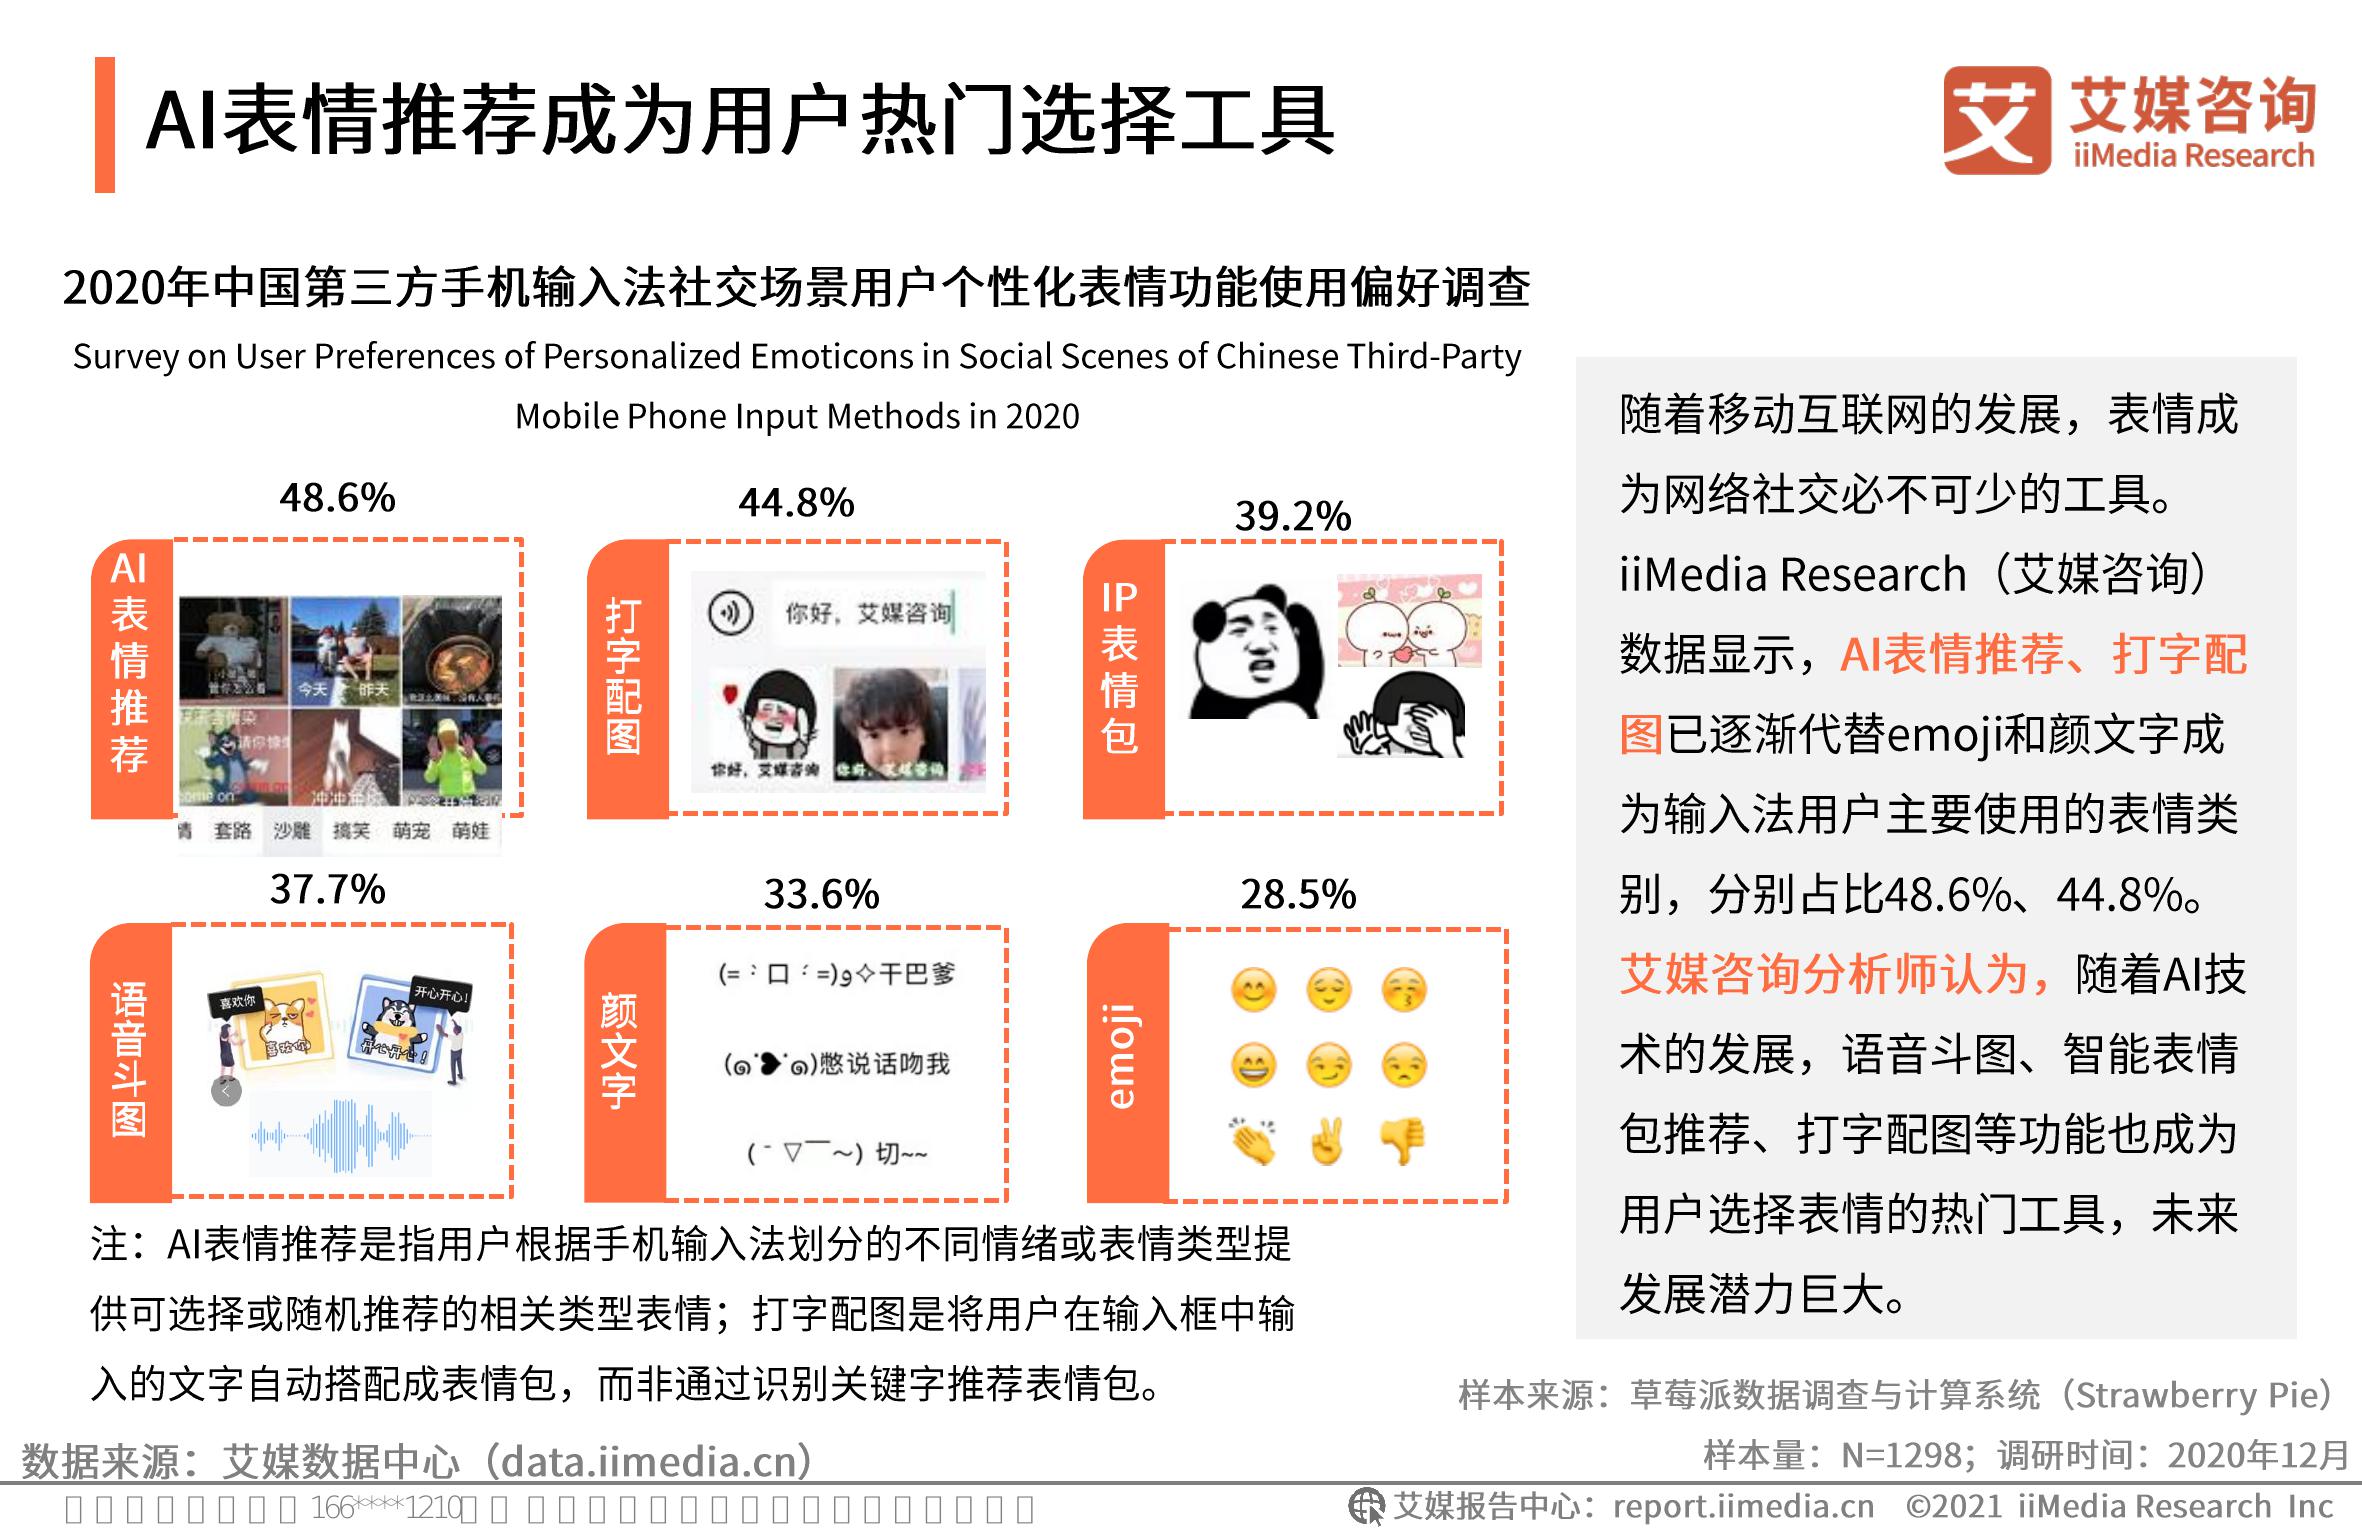 AI表情推荐成为用户热门选择工具
艾
艾媒咨询
iiMedia Research
2020年中国第三方手机输入法社交场景用户个性化表情功能使用偏好调查
Survey on User Preferences of Personalized Emoticons in Social Scenes of Chinese Third-Party
Mobile Phone Input Methods in 2020
48.6%
AI表情推荐
今天 昨天
come on
情 套路 沙雕 搞笑 萌宠 萌娃
44.8%
打字配图
你好，艾媒咨询
你好，艾媒咨询
你好，艾媒咨询
39.2%
IP表情包
37.7%
语音斗图
喜欢你
开心开心！
喜欢你
开心开心！
33.6%
颜文字
(=゚口゚=)و✧干巴爹
(๑˙❥˙๑)憋说话吻我
(ˉ▽￣～) 切~~
28.5%
emoji
😊 😌 😚
😄 😏 😒
👏 ✌ 👎
注：AI表情推荐是指用户根据手机输入法划分的不同情绪或表情类型提
供可选择或随机推荐的相关类型表情；打字配图是将用户在输入框中输
入的文字自动搭配成表情包，而非通过识别关键字推荐表情包。
随着移动互联网的发展，表情成
为网络社交必不可少的工具。
iiMedia Research（艾媒咨询）
数据显示，AI表情推荐、打字配
图已逐渐代替emoji和颜文字成
为输入法用户主要使用的表情类
别，分别占比48.6%、44.8%。
艾媒咨询分析师认为，随着AI技
术的发展，语音斗图、智能表情
包推荐、打字配图等功能也成为
用户选择表情的热门工具，未来
发展潜力巨大。
样本来源：草莓派数据调查与计算系统（Strawberry Pie）
样本量：N=1298；调研时间：2020年12月
数据来源：艾媒数据中心（data.iimedia.cn）
166****1210
艾媒报告中心：report.iimedia.cn ©2021 iiMedia Research Inc